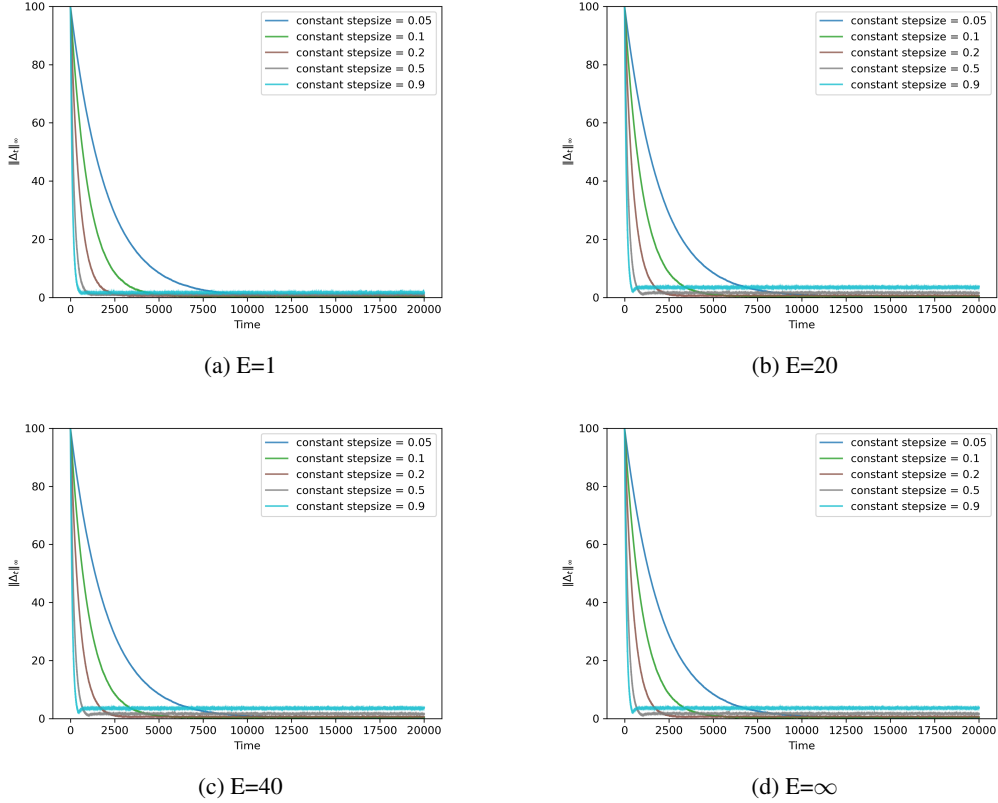 100
80
60
40
20
0
‖Δt‖∞
constant stepsize = 0.05
constant stepsize = 0.1
constant stepsize = 0.2
constant stepsize = 0.5
constant stepsize = 0.9
0 2500 5000 7500 10000 12500 15000 17500 20000
Time
(a) E=1
100
80
60
40
20
0
‖Δt‖∞
constant stepsize = 0.05
constant stepsize = 0.1
constant stepsize = 0.2
constant stepsize = 0.5
constant stepsize = 0.9
0 2500 5000 7500 10000 12500 15000 17500 20000
Time
(b) E=20
100
80
60
40
20
0
‖Δt‖∞
constant stepsize = 0.05
constant stepsize = 0.1
constant stepsize = 0.2
constant stepsize = 0.5
constant stepsize = 0.9
0 2500 5000 7500 10000 12500 15000 17500 20000
Time
(c) E=40
100
80
60
40
20
0
‖Δt‖∞
constant stepsize = 0.05
constant stepsize = 0.1
constant stepsize = 0.2
constant stepsize = 0.5
constant stepsize = 0.9
0 2500 5000 7500 10000 12500 15000 17500 20000
Time
(d) E=∞